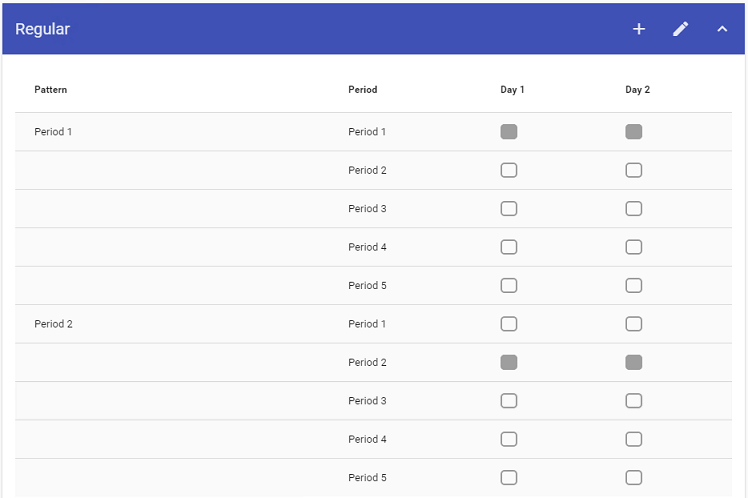 Regular
Pattern Period Day 1 Day 2
Period 1 Period 1
Period 2
Period 3
Period 4
Period 5
Period 2 Period 1
Period 2
Period 3
Period 4
Period 5